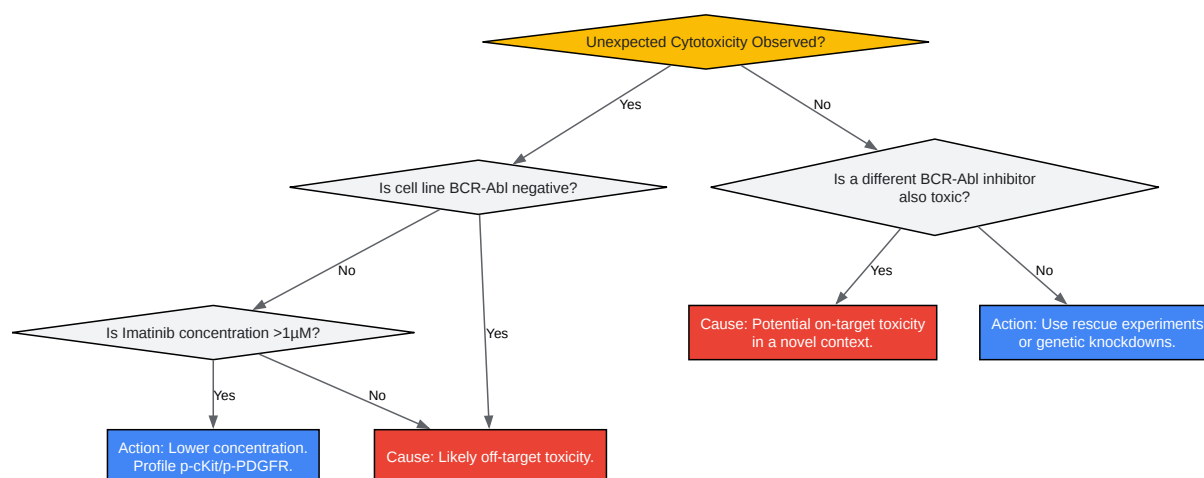 Unexpected Cytotoxicity Observed?
Yes
No
Is cell line BCR-Abl negative?
Is a different BCR-Abl inhibitor
also toxic?
No
Yes
Yes
No
Is Imatinib concentration >1µM?
Cause: Potential on-target toxicity
in a novel context.
Action: Use rescue experiments
or genetic knockdowns.
Yes
No
Action: Lower concentration.
Profile p-cKit/p-PDGFR.
Cause: Likely off-target toxicity.